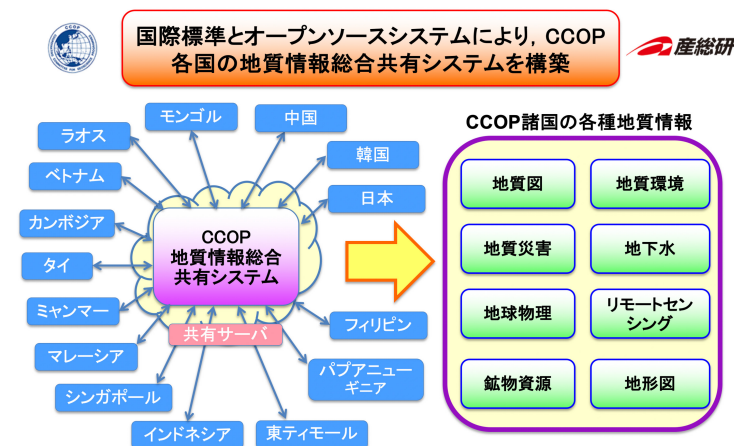 国際標準とオープンソースシステムにより，CCOP
各国の地質情報総合共有システムを構築
CCOP
産総研
モンゴル
中国
ラオス
韓国
ベトナム
日本
カンボジア
タイ
ミャンマー
マレーシア
シンガポール
インドネシア
東ティモール
パプアニュー
ギニア
フィリピン
CCOP
地質情報総合
共有システム
共有サーバ
CCOP諸国の各種地質情報
地質図
地質環境
地質災害
地下水
地球物理
リモートセン
シング
鉱物資源
地形図